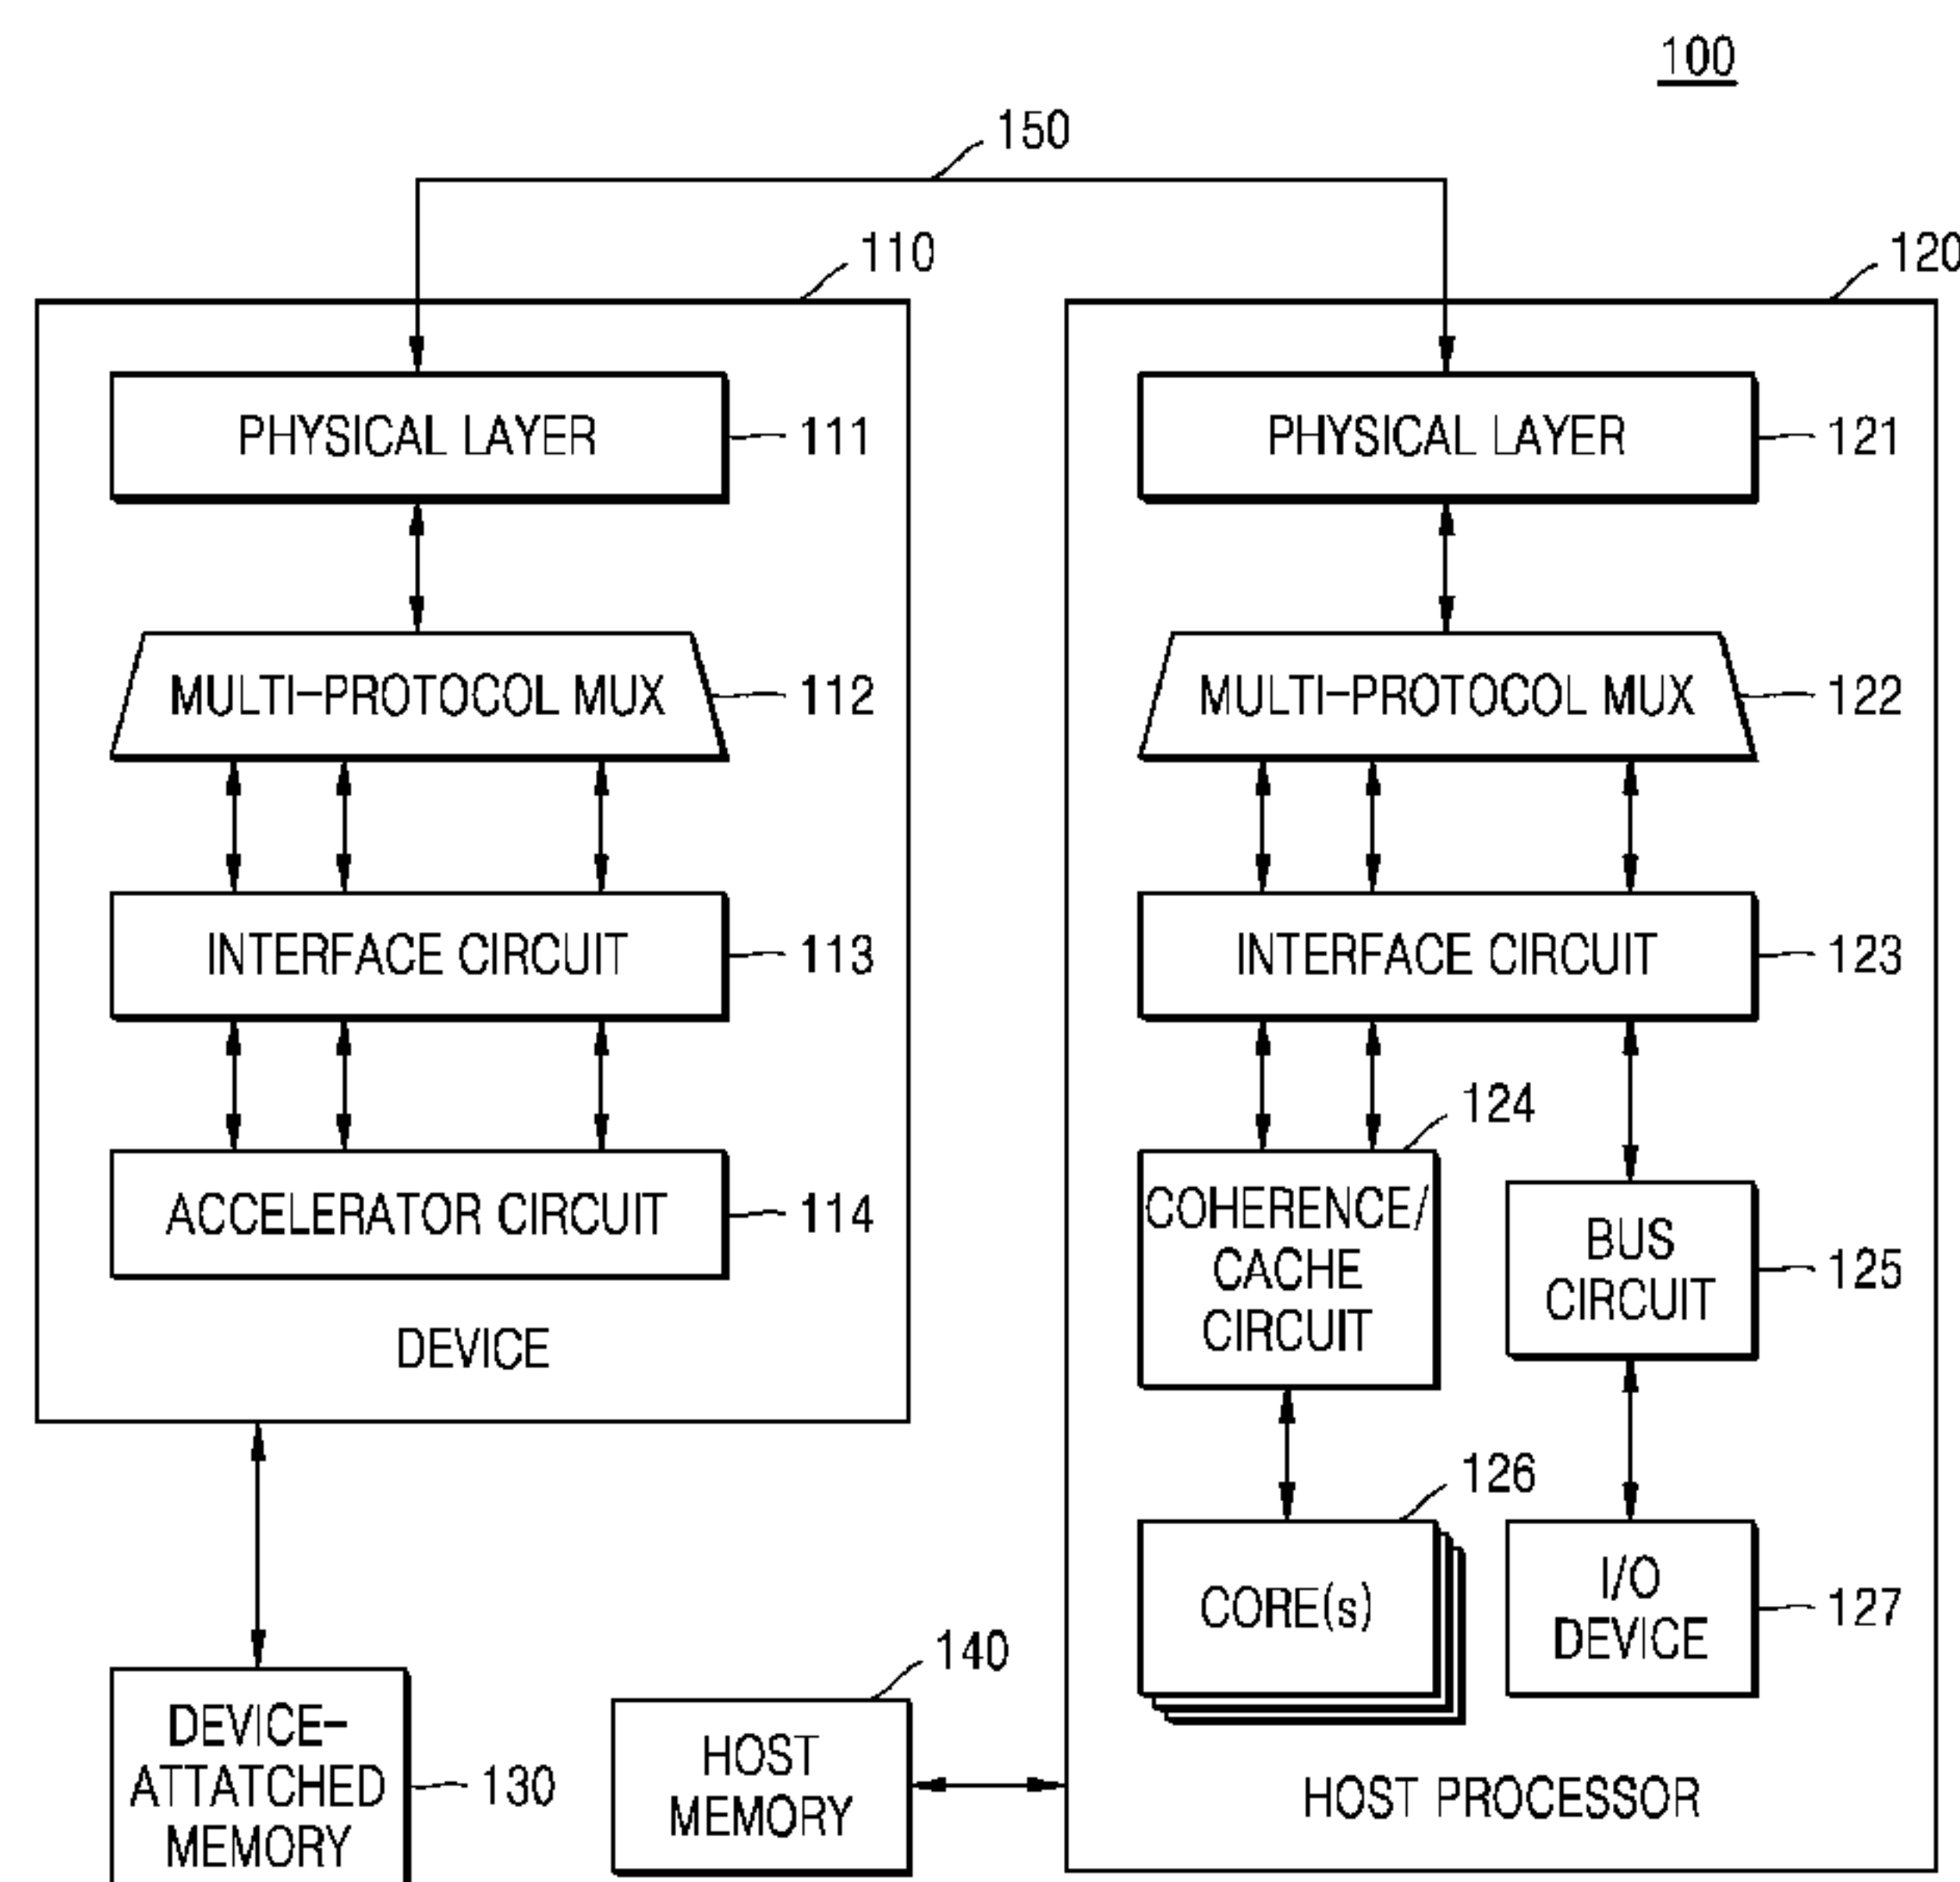 100
150
110
120
PHYSICAL LAYER
111
MULTI-PROTOCOL MUX
112
INTERFACE CIRCUIT
113
ACCELERATOR CIRCUIT
114
DEVICE
PHYSICAL LAYER
121
MULTI-PROTOCOL MUX
122
INTERFACE CIRCUIT
123
124
COHERENCE/
CACHE
CIRCUIT
BUS
CIRCUIT
125
126
CORE(s)
I/O
DEVICE
127
HOST PROCESSOR
DEVICE-
ATTATCHED
MEMORY
130
140
HOST
MEMORY